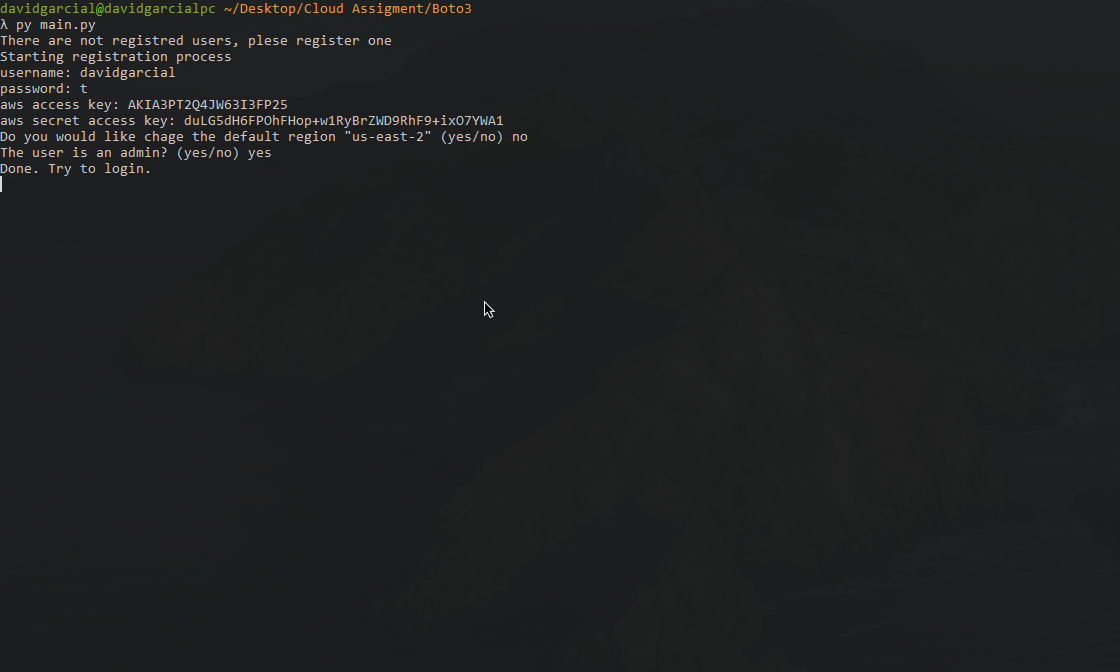 davidgarcial@davidgarcialpc ~/Desktop/Cloud Assigment/Boto3
λ py main.py
There are not registred users, plese register one
Starting registration process
username: davidgarcial
password: t
aws access key: AKIA3PT2Q4JW63I3FP25
aws secret access key: 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
Do you would like chage the default region "us-east-2" (yes/no) no
The user is an admin? (yes/no) yes
Done. Try to login.